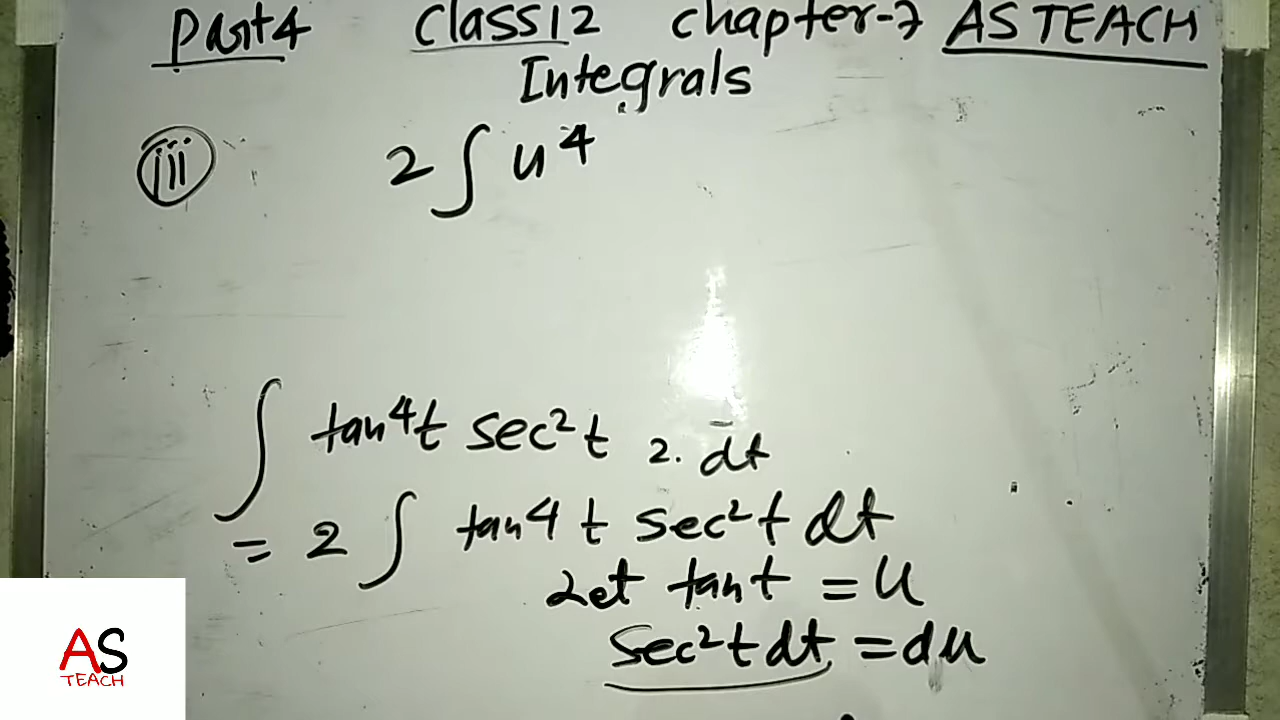 Part4 Class12 chapter-7 AS TEACH
Integrals
iii 2∫ u⁴
∫ tan⁴t sec²t 2. dt
= 2 ∫ tan4 t sec²t dt
Let tant = u
sec²t dt = du
AS
TEACH